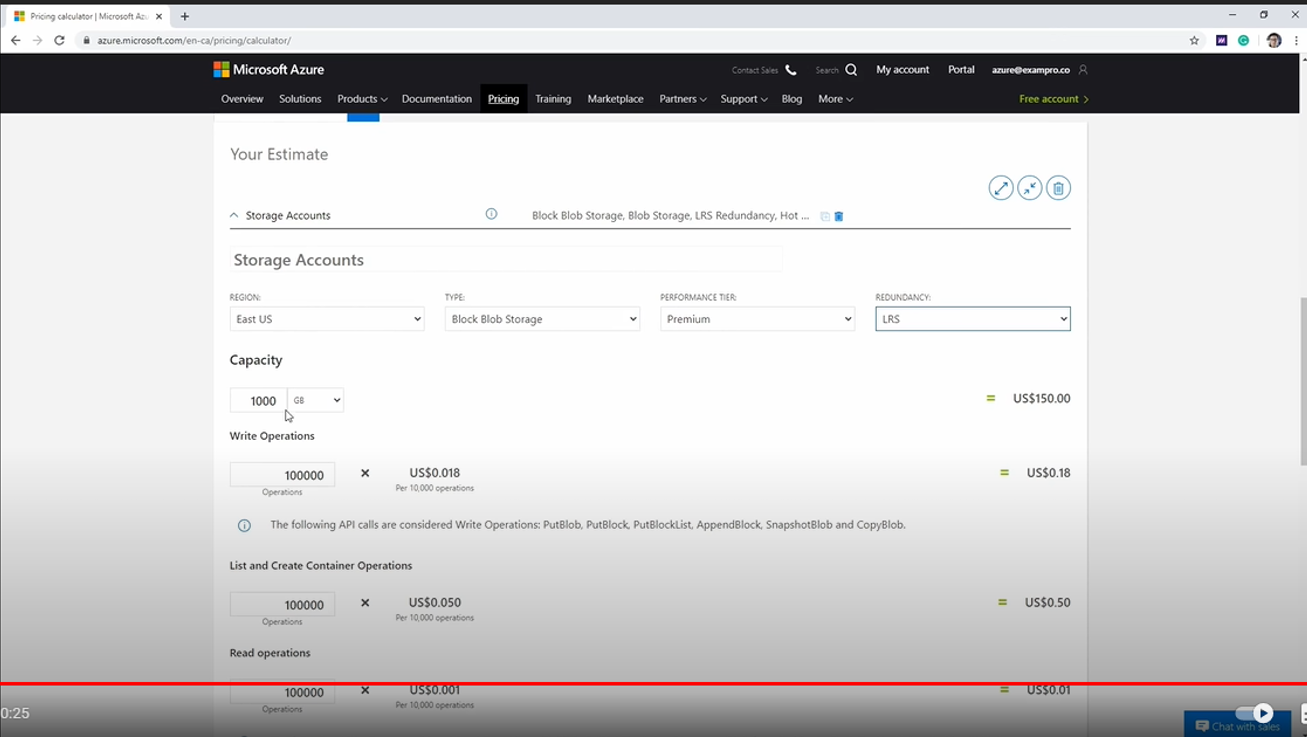 Pricing calculator | Microsoft Azu
azure.microsoft.com/en-ca/pricing/calculator/
Microsoft Azure
Contact Sales Search My account Portal azure@exampro.co
Overview Solutions Products Documentation Pricing Training Marketplace Partners Support Blog More Free account
Your Estimate
Storage Accounts Block Blob Storage, Blob Storage, LRS Redundancy, Hot ...
Storage Accounts
REGION: TYPE: PERFORMANCE TIER: REDUNDANCY:
East US Block Blob Storage Premium LRS
Capacity
1000 GB = US$150.00
Write Operations
100000 × US$0.018 = US$0.18
Operations Per 10,000 operations
The following API calls are considered Write Operations: PutBlob, PutBlock, PutBlockList, AppendBlock, SnapshotBlob and CopyBlob.
List and Create Container Operations
100000 × US$0.050 = US$0.50
Operations Per 10,000 operations
Read operations
100000 × US$0.001 = US$0.01
Operations Per 10,000 operations
0:25
Chat with sales